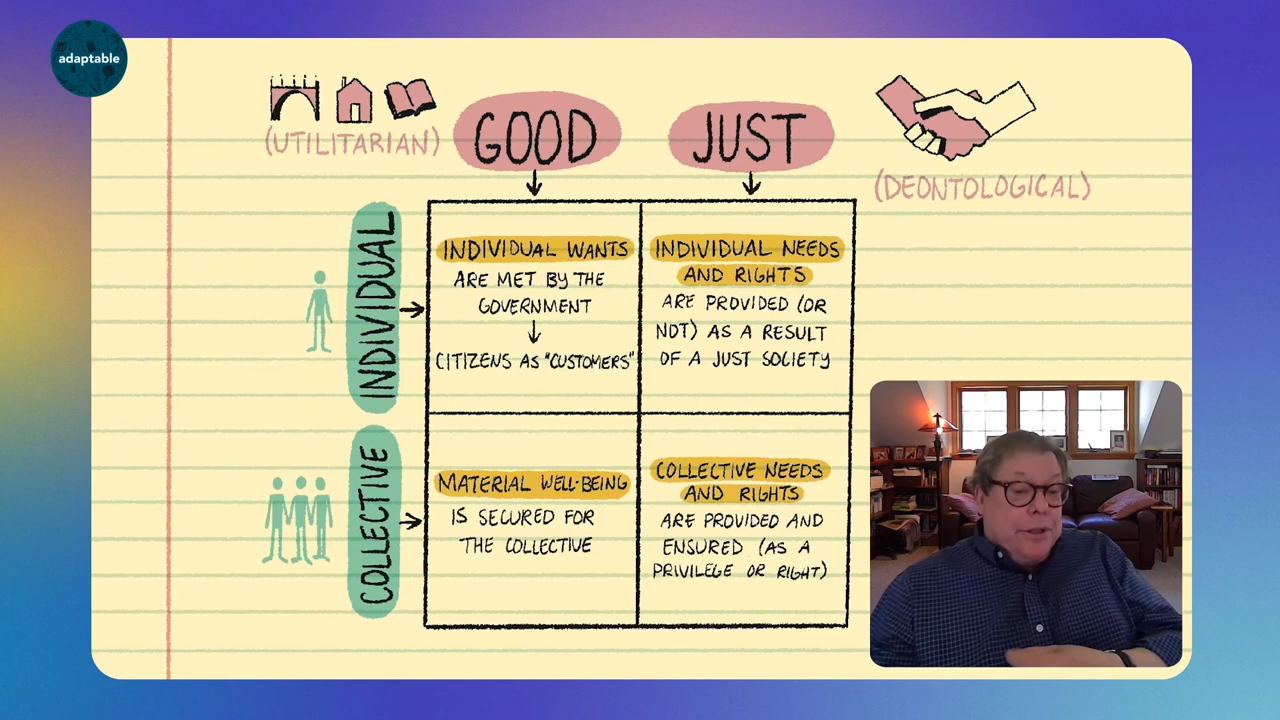 adaptable
(UTILITARIAN)
GOOD
JUST
(DEONTOLOGICAL)
INDIVIDUAL
INDIVIDUAL WANTS
ARE MET BY THE
GOVERNMENT
CITIZENS AS "CUSTOMERS"
INDIVIDUAL NEEDS
AND RIGHTS
ARE PROVIDED (OR
NOT) AS A RESULT
OF A JUST SOCIETY
COLLECTIVE
MATERIAL WELL-BEING
IS SECURED FOR
THE COLLECTIVE
COLLECTIVE NEEDS
AND RIGHTS
ARE PROVIDED AND
ENSURED (AS A
PRIVILEGE OR RIGHT)